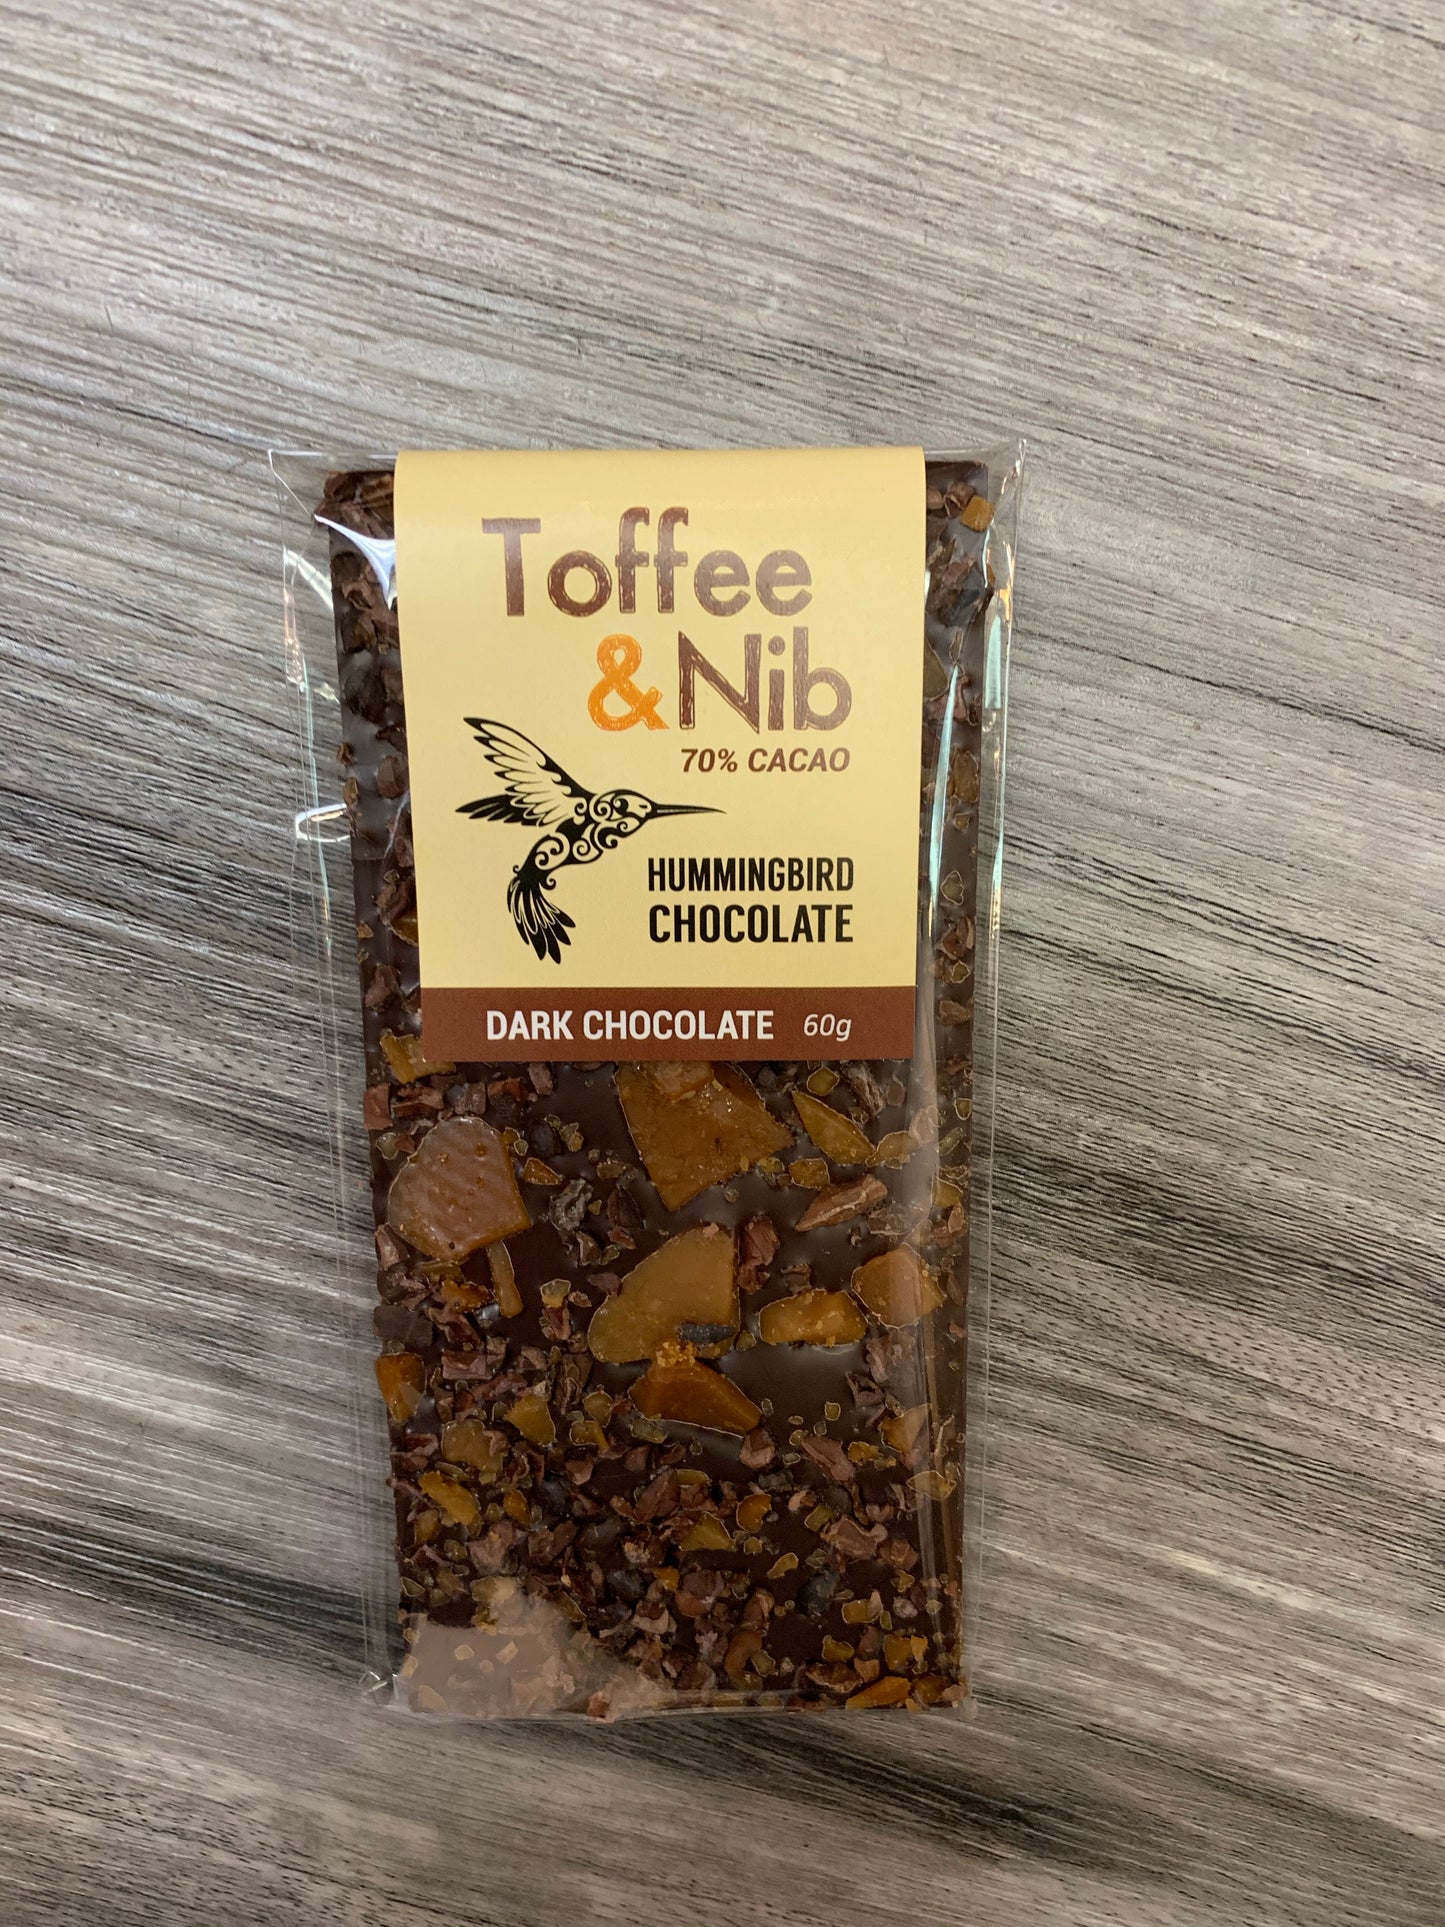 Toffee
& Nib
70% CACAO
HUMMINGBIRD
CHOCOLATE
DARK CHOCOLATE 60g